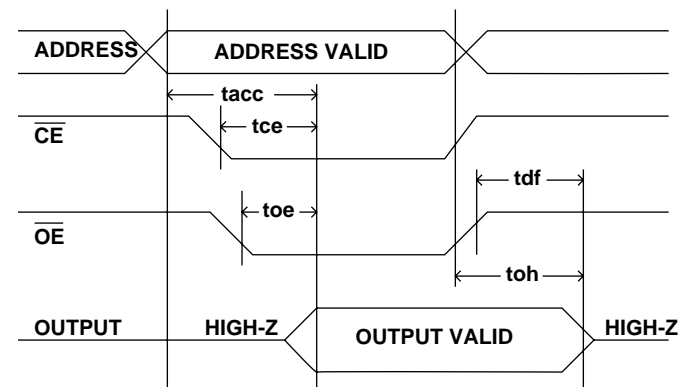 ADDRESS ADDRESS VALID
tacc
CE tce
tdf
OE toe
toh
OUTPUT HIGH-Z OUTPUT VALID HIGH-Z